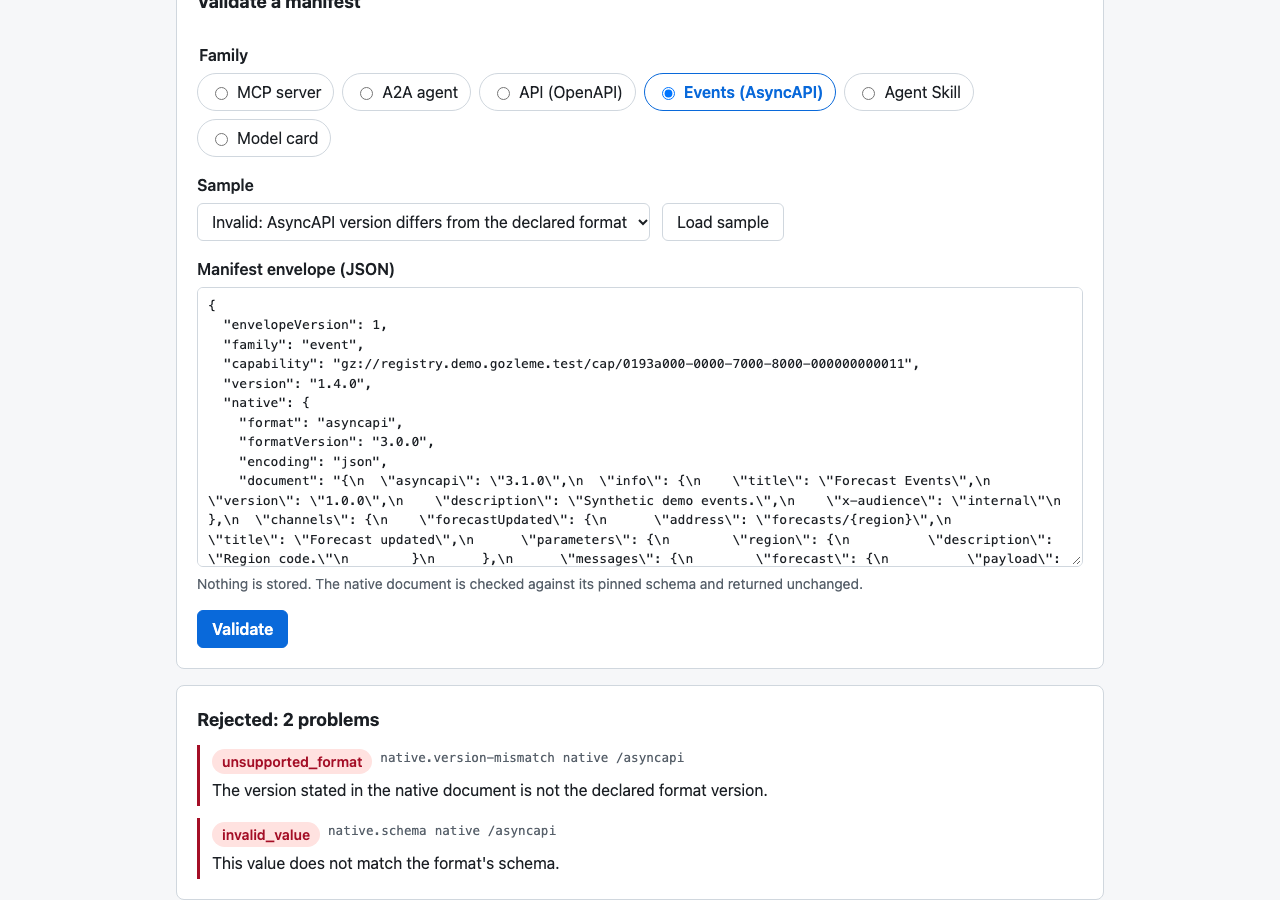 Validate a manifest
Family
MCP server
A2A agent
API (OpenAPI)
Events (AsyncAPI)
Agent Skill
Model card
Sample
Invalid: AsyncAPI version differs from the declared format
Load sample
Manifest envelope (JSON)
{
  "envelopeVersion": 1,
  "family": "event",
  "capability": "gz://registry.demo.gozleme.test/cap/0193a000-0000-7000-8000-000000000011",
  "version": "1.4.0",
  "native": {
    "format": "asyncapi",
    "formatVersion": "3.0.0",
    "encoding": "json",
    "document": "{\n  \"asyncapi\": \"3.1.0\",\n  \"info\": {\n    \"title\": \"Forecast Events\",\n
\"version\": \"1.0.0\",\n    \"description\": \"Synthetic demo events.\",\n    \"x-audience\": \"internal\"\n
},\n  \"channels\": {\n    \"forecastUpdated\": {\n      \"address\": \"forecasts/{region}\",\n
\"title\": \"Forecast updated\",\n      \"parameters\": {\n        \"region\": {\n          \"description\":
\"Region code.\"\n        }\n      },\n      \"messages\": {\n        \"forecast\": {\n          \"payload\":
Nothing is stored. The native document is checked against its pinned schema and returned unchanged.
Validate
Rejected: 2 problems
unsupported_format native.version-mismatch native /asyncapi
The version stated in the native document is not the declared format version.
invalid_value native.schema native /asyncapi
This value does not match the format's schema.